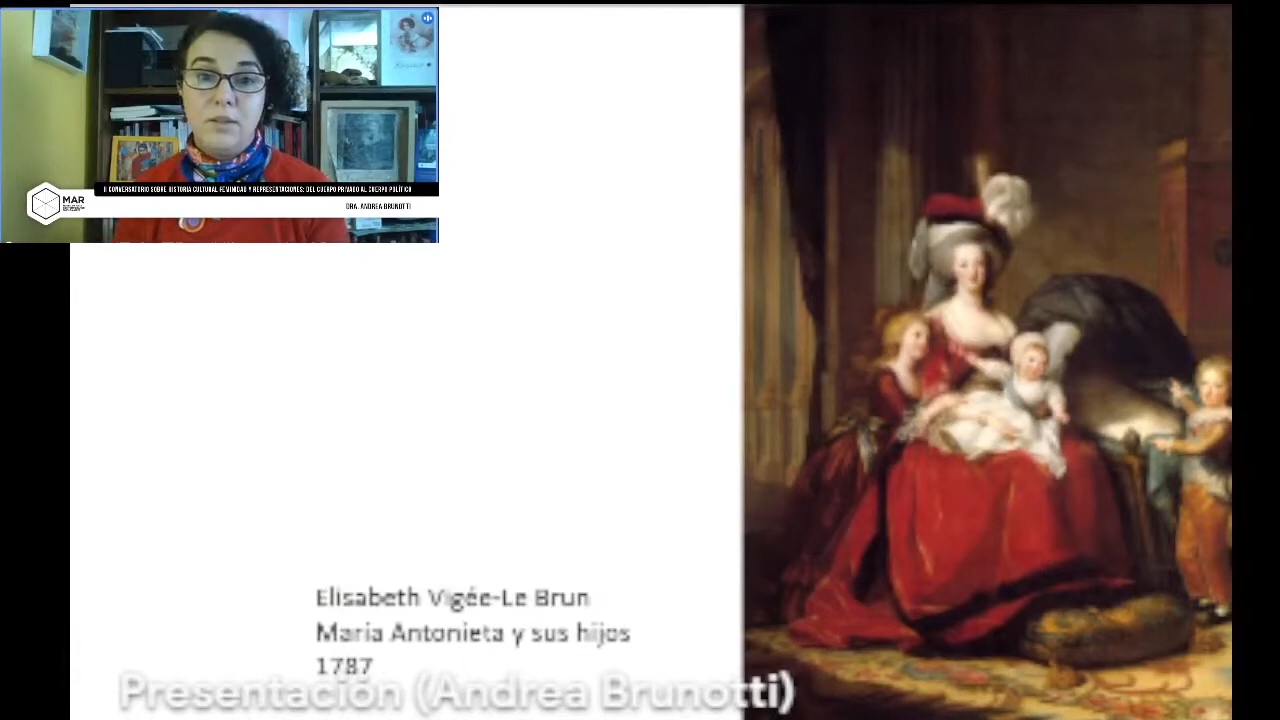 II CONVERSATORIO SOBRE HISTORIA CULTURAL FEMINIDAD Y REPRESENTACIONES: DEL CUERPO PRIVADO AL CUERPO POLÍTICO
MAR
DRA. ANDREA BRUNOTTI
Elisabeth Vigée-Le Brun
Maria Antonieta y sus hijos
1787
Presentación (Andrea Brunotti)